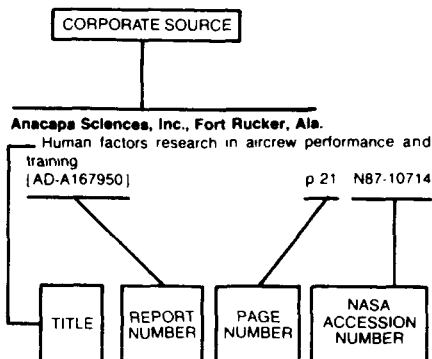 CORPORATE SOURCE
Anacapa Sciences, Inc., Fort Rucker, Ala.
Human factors research in aircrew performance and
training
[AD-A167950] p 21 N87-10714
TITLE
REPORT
NUMBER
PAGE
NUMBER
NASA
ACCESSION
NUMBER